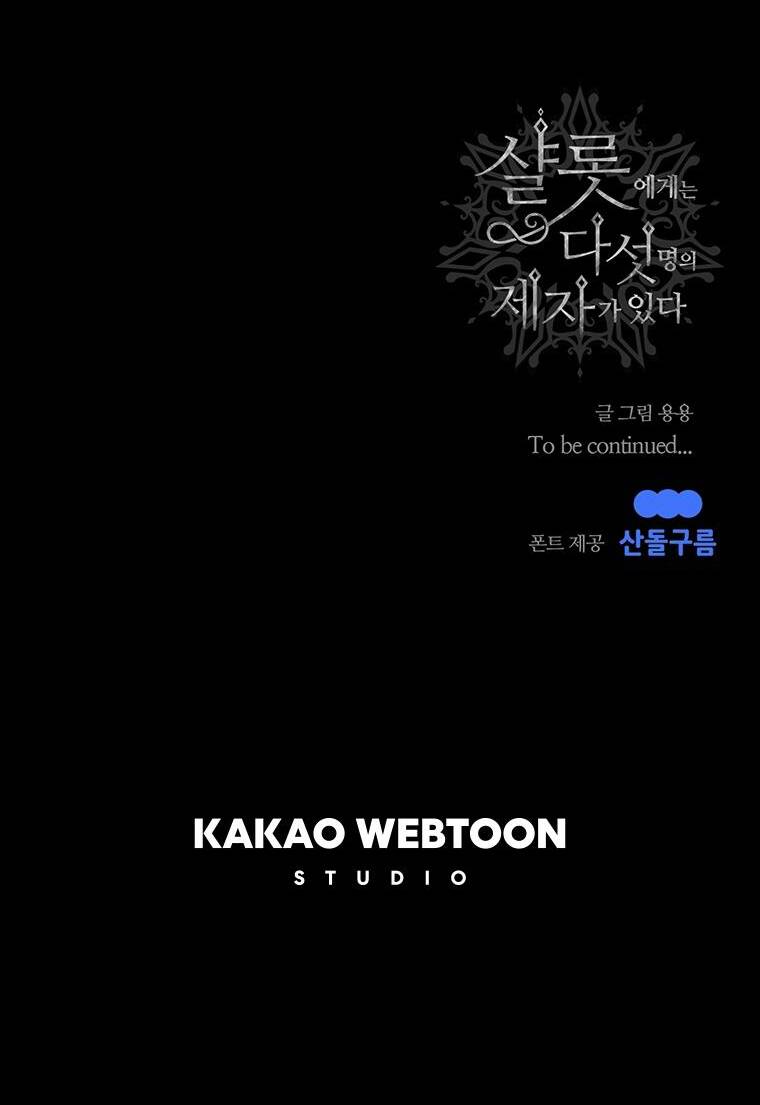 샬롯에게는
다섯명의
제자가 있다
글 그림 용용
To be continued...
폰트 제공 산돌구름
KAKAO WEBTOON
STUDIO